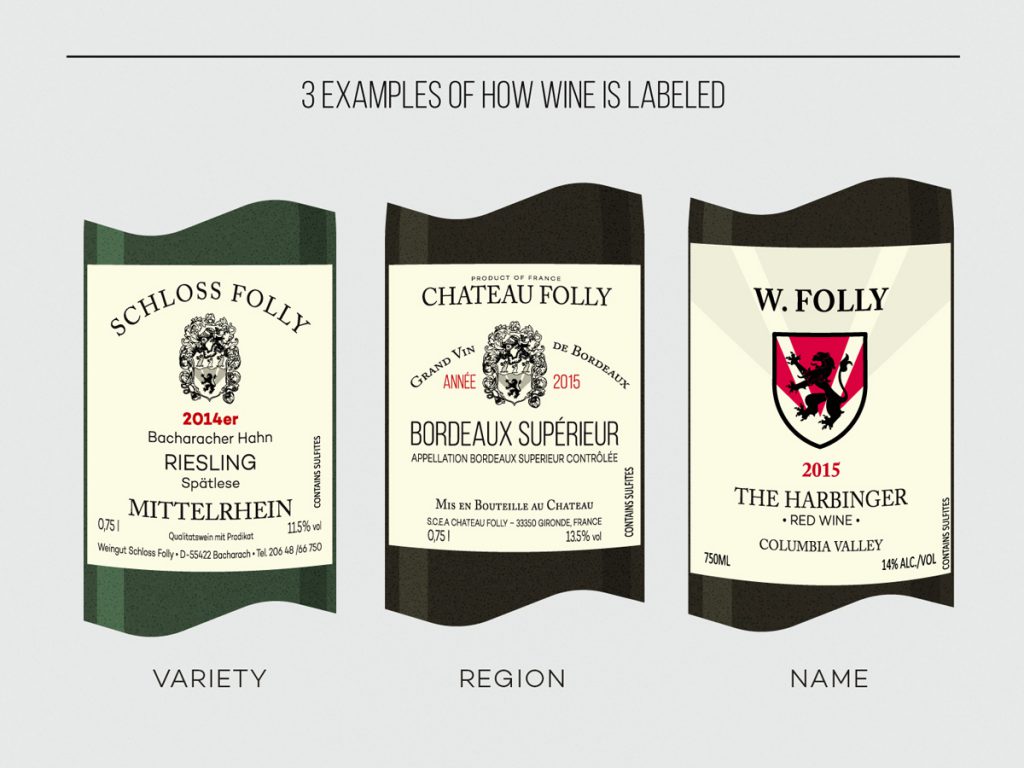 3 EXAMPLES OF HOW WINE IS LABELED
SCHLOSS FOLLY
2014er
Bacharacher Hahn
RIESLING
Spätlese
MITTELRHEIN
0,75 l
11.5% vol
Qualitatswein mit Prodikat
Weingut Schloss Folly • D-55422 Bacharach • Tel. 206 48 /66 750
CONTAINS SULFITES
VARIETY
PRODUCT OF FRANCE
CHATEAU FOLLY
GRAND VIN DE BORDEAUX
ANNÉE 2015
BORDEAUX SUPÉRIEUR
APPELLATION BORDEAUX SUPERIEUR CONTRÔLÉE
MIS EN BOUTEILLE AU CHATEAU
S.C.E.A CHATEAU FOLLY – 33350 GIRONDE, FRANCE
0,75 l
13.5% vol
CONTAINS SULFITES
REGION
W. FOLLY
2015
THE HARBINGER
• RED WINE •
COLUMBIA VALLEY
750ML
14% ALC./VOL
CONTAINS SULFITES
NAME